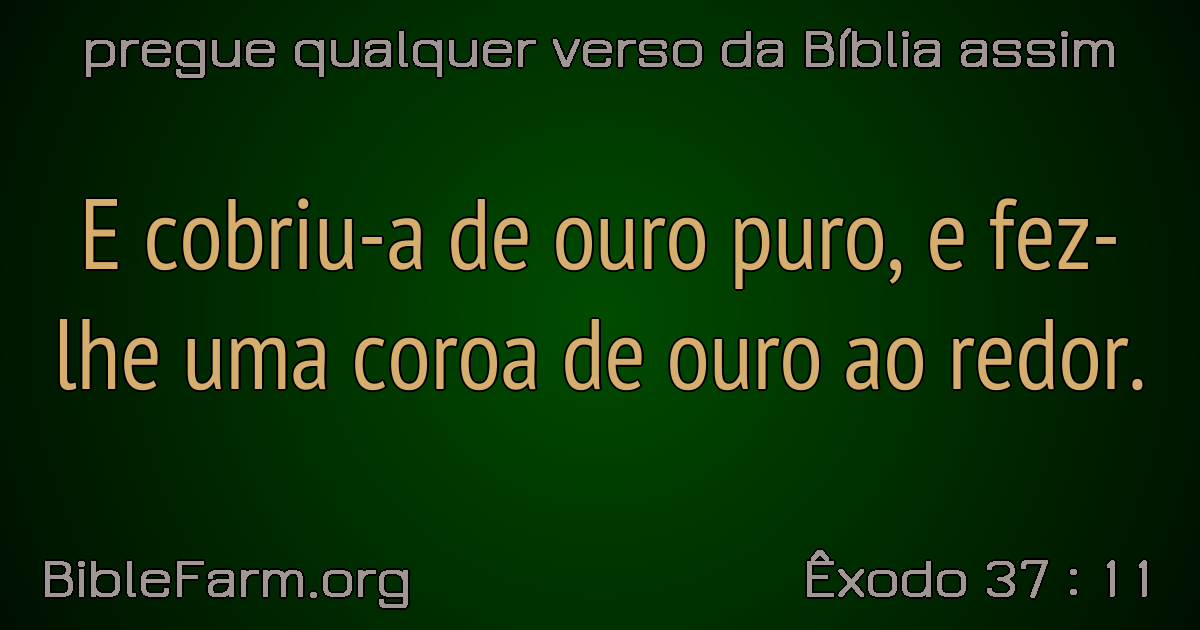 pregue qualquer verso da Bíblia assim
E cobriu-a de ouro puro, e fez-
lhe uma coroa de ouro ao redor.
BibleFarm.org
Êxodo 37 : 11